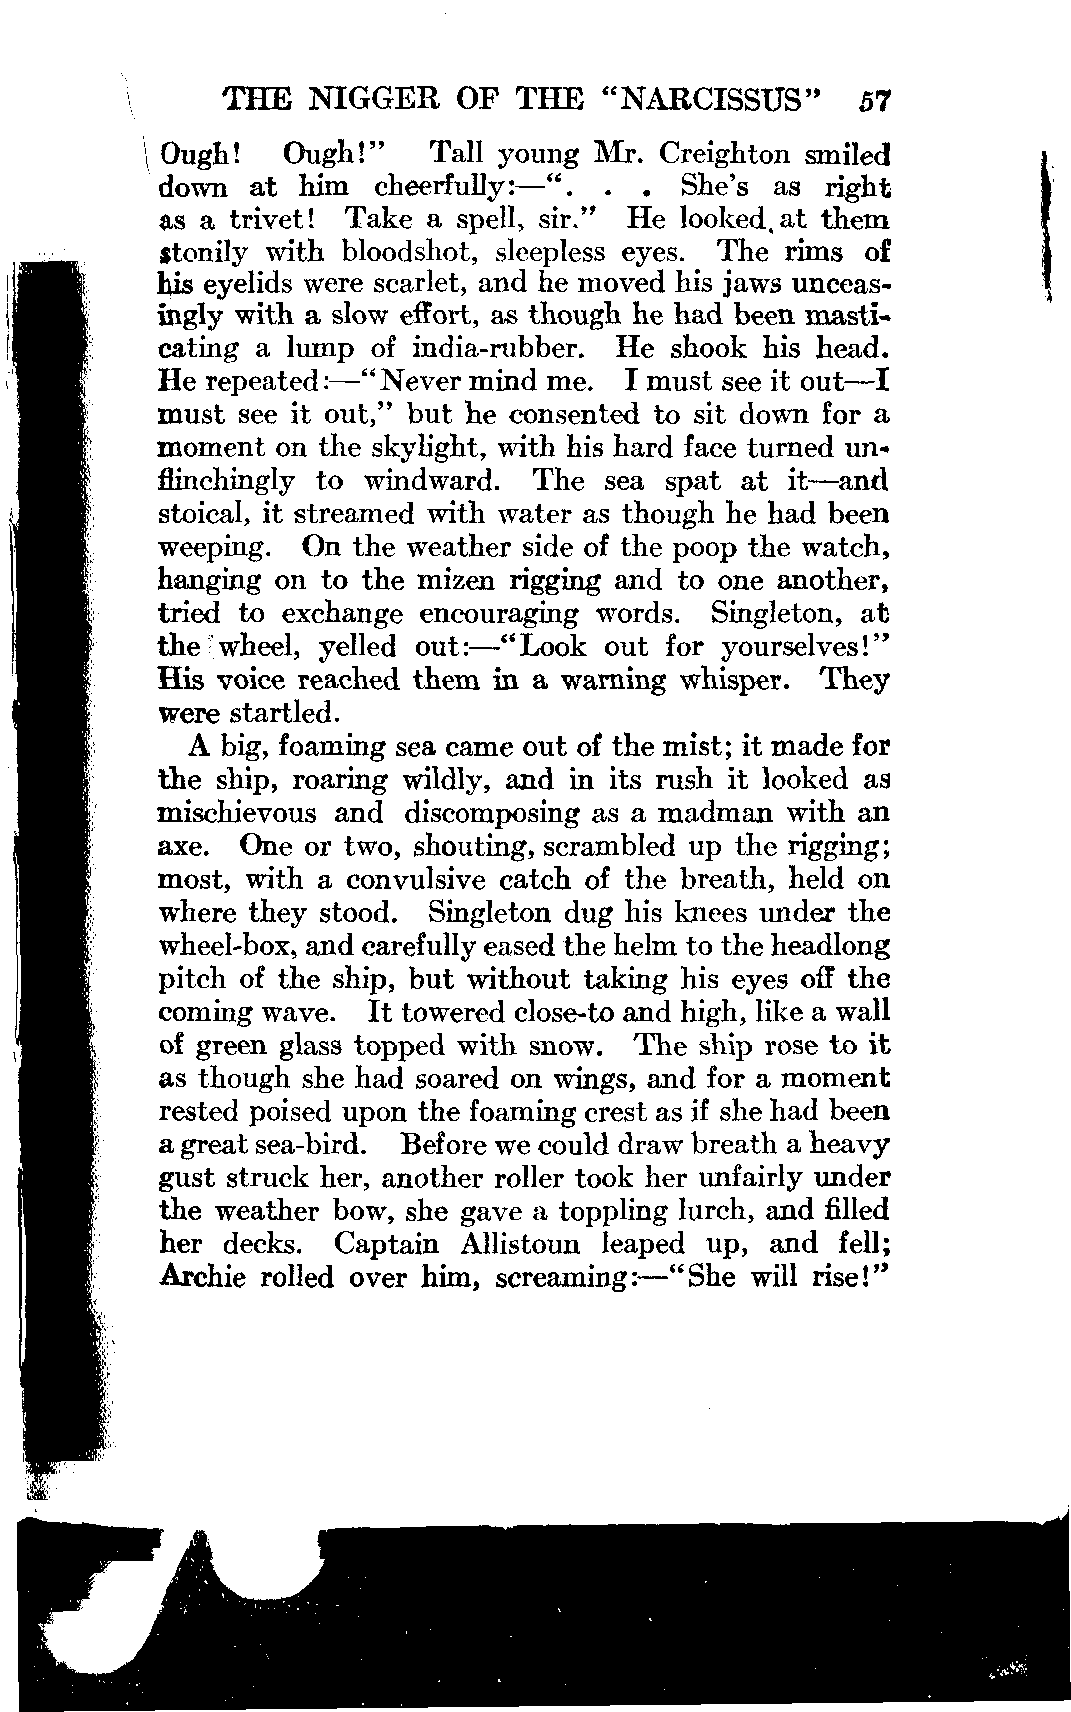 THE NIGGER OF THE "NARCISSUS" 57
Ough! Ough!" Tall young Mr. Creighton smiled
down at him cheerfully:—". . . She's as right
as a trivet! Take a spell, sir." He looked at them
stonily with bloodshot, sleepless eyes. The rims of
his eyelids were scarlet, and he moved his jaws unceas-
ingly with a slow effort, as though he had been masti-
cating a lump of india-rubber. He shook his head.
He repeated:—"Never mind me. I must see it out—I
must see it out," but he consented to sit down for a
moment on the skylight, with his hard face turned un-
flinchingly to windward. The sea spat at it—and
stoical, it streamed with water as though he had been
weeping. On the weather side of the poop the watch,
hanging on to the mizen rigging and to one another,
tried to exchange encouraging words. Singleton, at
the wheel, yelled out:—"Look out for yourselves!"
His voice reached them in a warning whisper. They
were startled.
A big, foaming sea came out of the mist; it made for
the ship, roaring wildly, and in its rush it looked as
mischievous and discomposing as a madman with an
axe. One or two, shouting, scrambled up the rigging;
most, with a convulsive catch of the breath, held on
where they stood. Singleton dug his knees under the
wheel-box, and carefully eased the helm to the headlong
pitch of the ship, but without taking his eyes off the
coming wave. It towered close-to and high, like a wall
of green glass topped with snow. The ship rose to it
as though she had soared on wings, and for a moment
rested poised upon the foaming crest as if she had been
a great sea-bird. Before we could draw breath a heavy
gust struck her, another roller took her unfairly under
the weather bow, she gave a toppling lurch, and filled
her decks. Captain Allistoun leaped up, and fell;
Archie rolled over him, screaming:—"She will rise!"